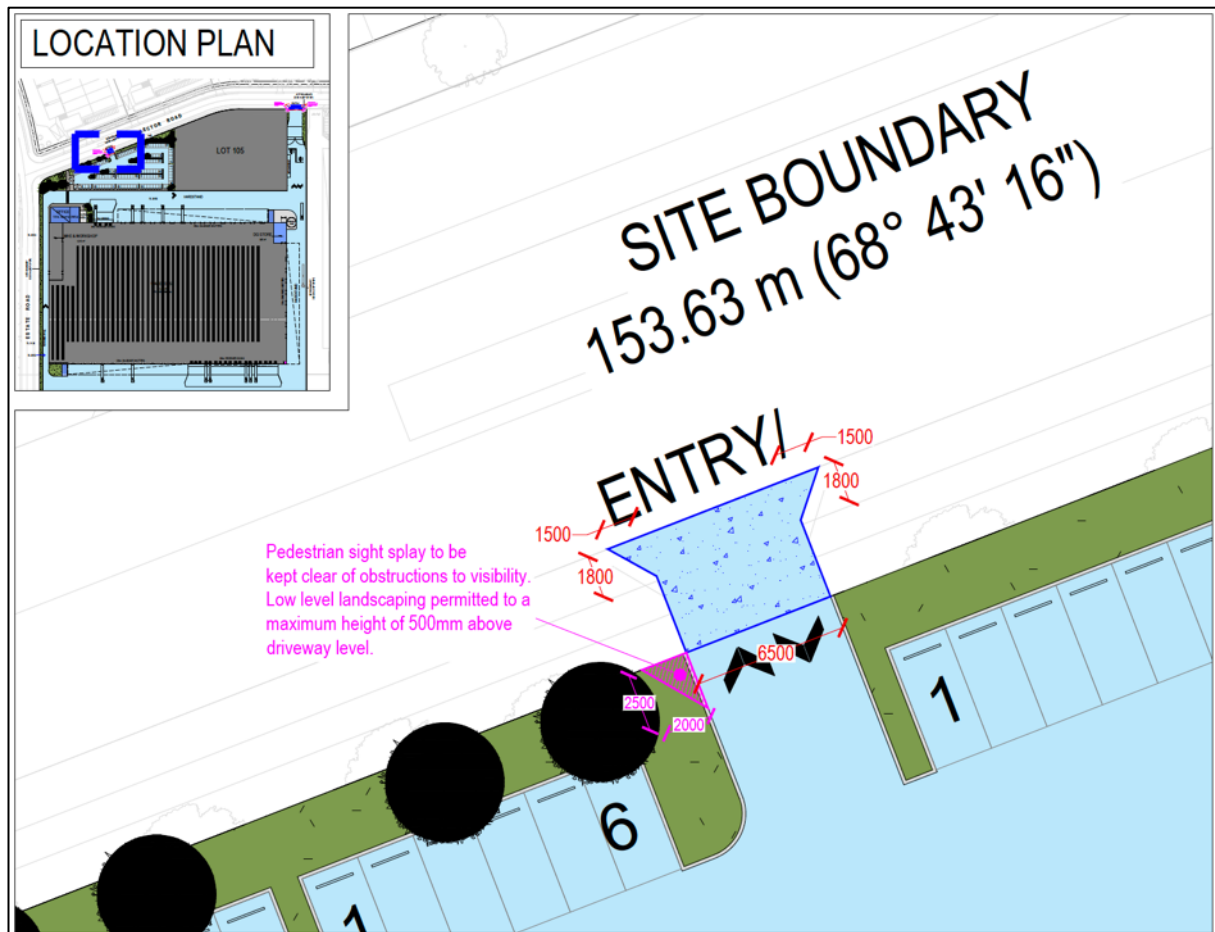 LOCATION PLAN
LOT 105
ESTATE ROAD
SITE BOUNDARY
153.63 m (68° 43' 16")
ENTRY/
1500
1800
1500
1800
Pedestrian sight splay to be
kept clear of obstructions to visibility.
Low level landscaping permitted to a
maximum height of 500mm above
driveway level.
6500
2500
2000
1
6
1